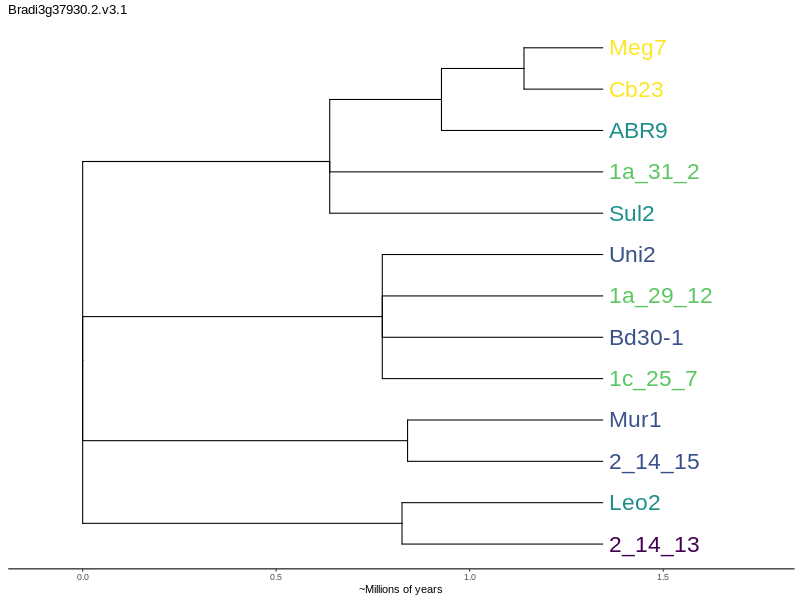 Bradi3g37930.2.v3.1
Meg7
Cb23
ABR9
1a_31_2
Sul2
Uni2
1a_29_12
Bd30-1
1c_25_7
Mur1
2_14_15
Leo2
2_14_13
0.0 0.5 1.0 1.5
~Millions of years